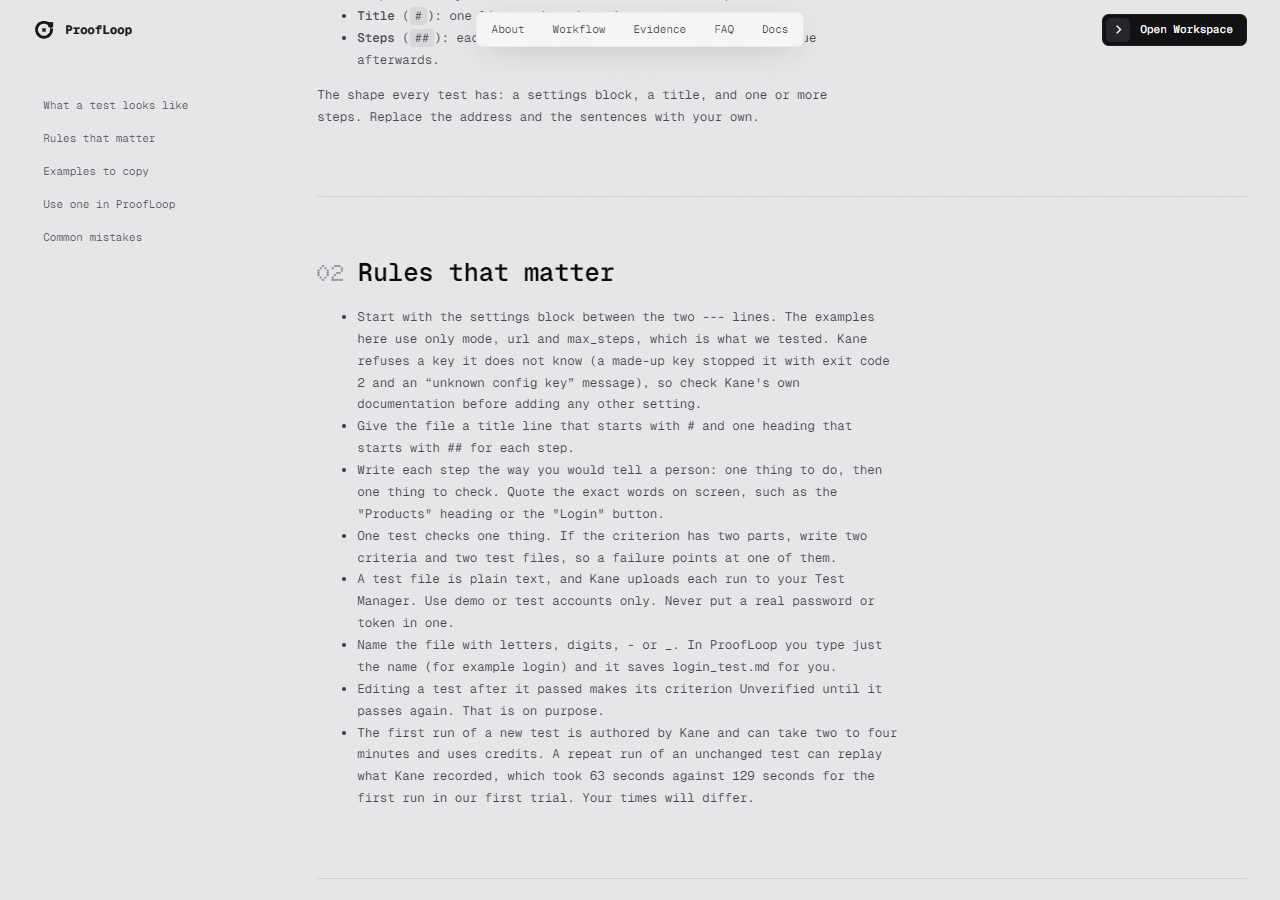 ProofLoop
About Workflow Evidence FAQ Docs
Open Workspace
What a test looks like
Rules that matter
Examples to copy
Use one in ProofLoop
Common mistakes
Title (#): one
Steps (##):
afterwards.
The shape every test has: a settings block, a title, and one or more
steps. Replace the address and the sentences with your own.
02 Rules that matter
Start with the settings block between the two --- lines. The examples
here use only mode, url and max_steps, which is what we tested. Kane
refuses a key it does not know (a made-up key stopped it with exit code
2 and an “unknown config key” message), so check Kane's own
documentation before adding any other setting.
Give the file a title line that starts with # and one heading that
starts with ## for each step.
Write each step the way you would tell a person: one thing to do, then
one thing to check. Quote the exact words on screen, such as the
"Products" heading or the "Login" button.
One test checks one thing. If the criterion has two parts, write two
criteria and two test files, so a failure points at one of them.
A test file is plain text, and Kane uploads each run to your Test
Manager. Use demo or test accounts only. Never put a real password or
token in one.
Name the file with letters, digits, - or _. In ProofLoop you type just
the name (for example login) and it saves login_test.md for you.
Editing a test after it passed makes its criterion Unverified until it
passes again. That is on purpose.
The first run of a new test is authored by Kane and can take two to four
minutes and uses credits. A repeat run of an unchanged test can replay
what Kane recorded, which took 63 seconds against 129 seconds for the
first run in our first trial. Your times will differ.